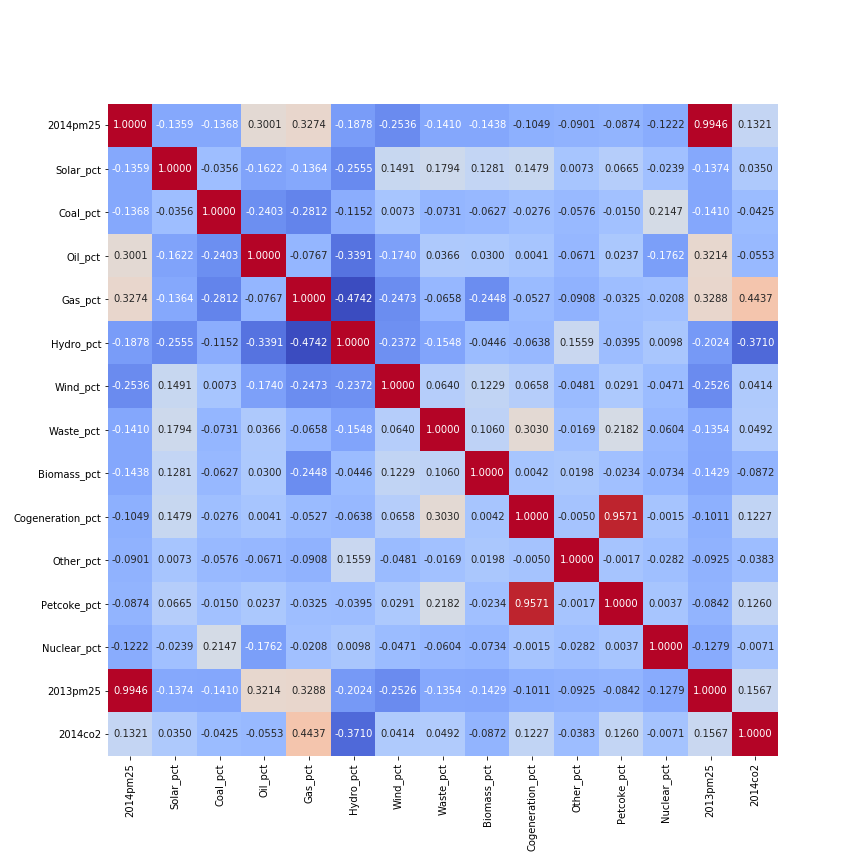 2014pm25 1.0000 -0.1359 -0.1368 0.3001 0.3274 -0.1878 -0.2536 -0.1410 -0.1438 -0.1049 -0.0901 -0.0874 -0.1222 0.9946 0.1321
Solar_pct -0.1359 1.0000 -0.0356 -0.1622 -0.1364 -0.2555 0.1491 0.1794 0.1281 0.1479 0.0073 0.0665 -0.0239 -0.1374 0.0350
Coal_pct -0.1368 -0.0356 1.0000 -0.2403 -0.2812 -0.1152 0.0073 -0.0731 -0.0627 -0.0276 -0.0576 -0.0150 0.2147 -0.1410 -0.0425
Oil_pct 0.3001 -0.1622 -0.2403 1.0000 -0.0767 -0.3391 -0.1740 0.0366 0.0300 0.0041 -0.0671 0.0237 -0.1762 0.3214 -0.0553
Gas_pct 0.3274 -0.1364 -0.2812 -0.0767 1.0000 -0.4742 -0.2473 -0.0658 -0.2448 -0.0527 -0.0908 -0.0325 -0.0208 0.3288 0.4437
Hydro_pct -0.1878 -0.2555 -0.1152 -0.3391 -0.4742 1.0000 -0.2372 -0.1548 -0.0446 -0.0638 0.1559 -0.0395 0.0098 -0.2024 -0.3710
Wind_pct -0.2536 0.1491 0.0073 -0.1740 -0.2473 -0.2372 1.0000 0.0640 0.1229 0.0658 -0.0481 0.0291 -0.0471 -0.2526 0.0414
Waste_pct -0.1410 0.1794 -0.0731 0.0366 -0.0658 -0.1548 0.0640 1.0000 0.1060 0.3030 -0.0169 0.2182 -0.0604 -0.1354 0.0492
Biomass_pct -0.1438 0.1281 -0.0627 0.0300 -0.2448 -0.0446 0.1229 0.1060 1.0000 0.0042 0.0198 -0.0234 -0.0734 -0.1429 -0.0872
Cogeneration_pct -0.1049 0.1479 -0.0276 0.0041 -0.0527 -0.0638 0.0658 0.3030 0.0042 1.0000 -0.0050 0.9571 -0.0015 -0.1011 0.1227
Other_pct -0.0901 0.0073 -0.0576 -0.0671 -0.0908 0.1559 -0.0481 -0.0169 0.0198 -0.0050 1.0000 -0.0017 -0.0282 -0.0925 -0.0383
Petcoke_pct -0.0874 0.0665 -0.0150 0.0237 -0.0325 -0.0395 0.0291 0.2182 -0.0234 0.9571 -0.0017 1.0000 0.0037 -0.0842 0.1260
Nuclear_pct -0.1222 -0.0239 0.2147 -0.1762 -0.0208 0.0098 -0.0471 -0.0604 -0.0734 -0.0015 -0.0282 0.0037 1.0000 -0.1279 -0.0071
2013pm25 0.9946 -0.1374 -0.1410 0.3214 0.3288 -0.2024 -0.2526 -0.1354 -0.1429 -0.1011 -0.0925 -0.0842 -0.1279 1.0000 0.1567
2014co2 0.1321 0.0350 -0.0425 -0.0553 0.4437 -0.3710 0.0414 0.0492 -0.0872 0.1227 -0.0383 0.1260 -0.0071 0.1567 1.0000
2014pm25 Solar_pct Coal_pct Oil_pct Gas_pct Hydro_pct Wind_pct Waste_pct Biomass_pct Cogeneration_pct Other_pct Petcoke_pct Nuclear_pct 2013pm25 2014co2